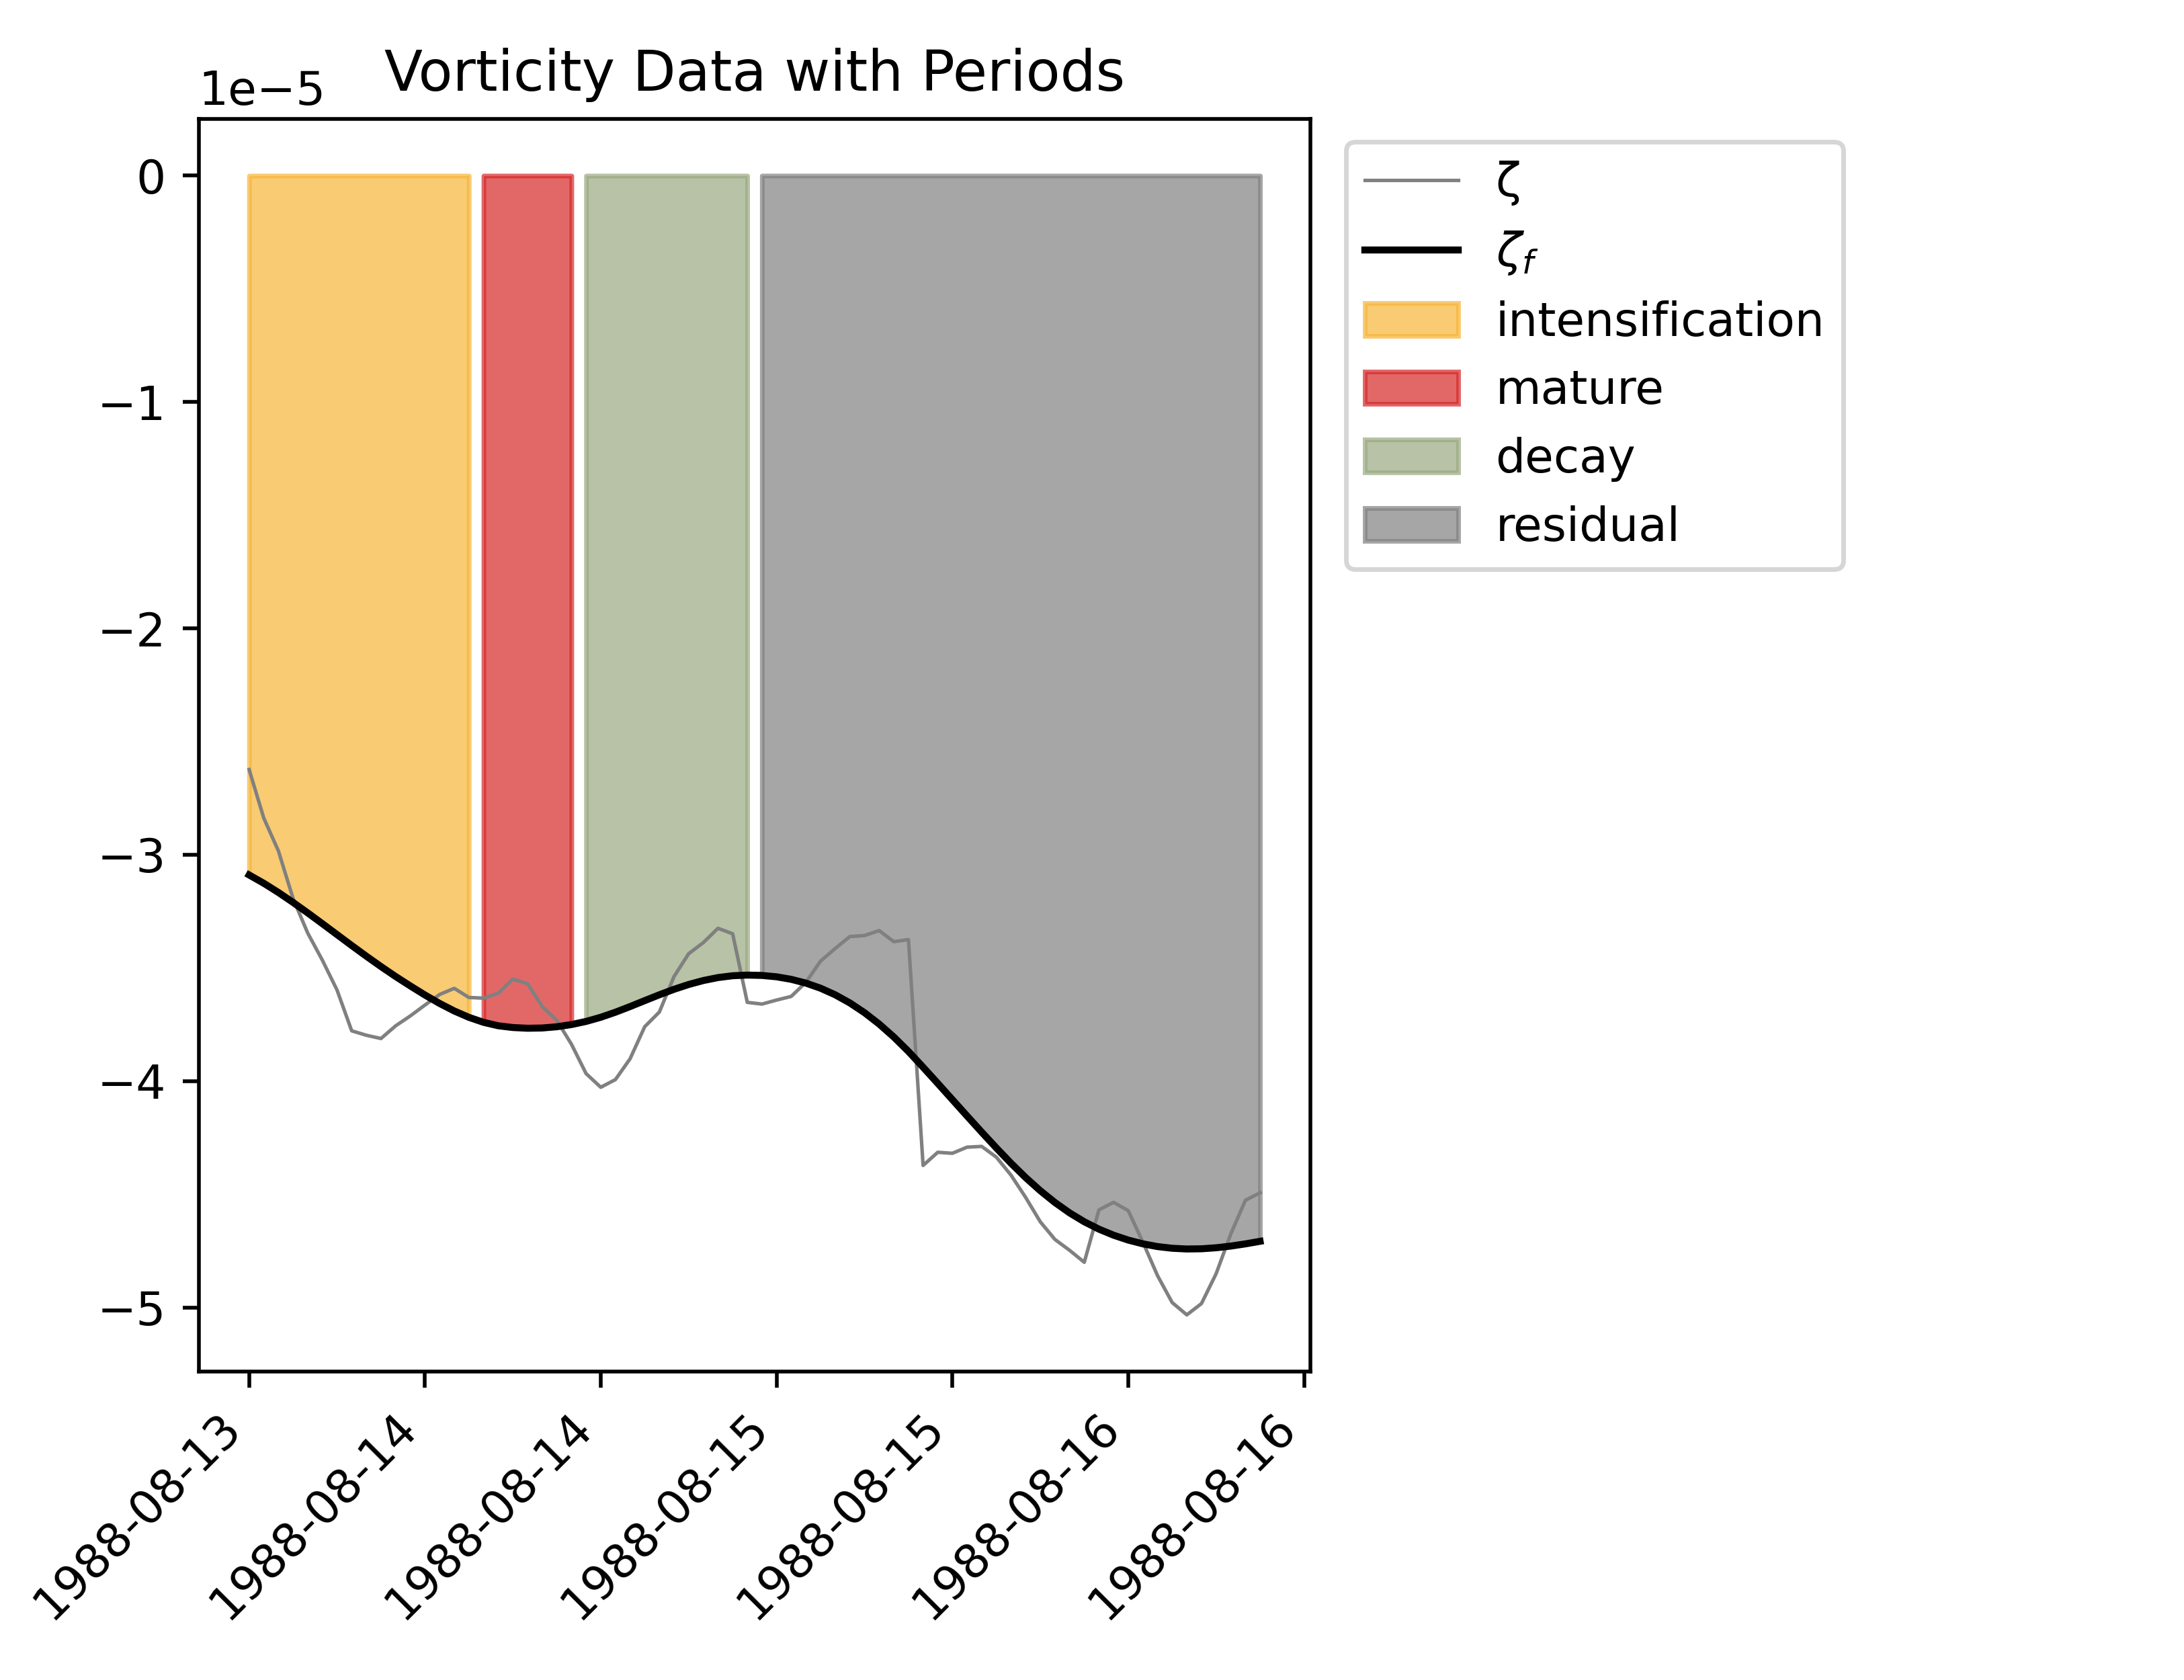 Vorticity Data with Periods
1e−5
0
−1
−2
−3
−4
−5
1988-08-13
1988-08-14
1988-08-14
1988-08-15
1988-08-15
1988-08-16
1988-08-16
ζ
ζf
intensification
mature
decay
residual